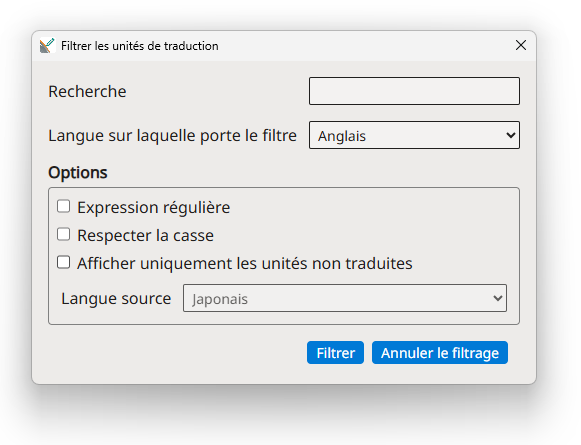 Filtrer les unités de traduction
Recherche
Langue sur laquelle porte le filtre Anglais
Options
Expression régulière
Respecter la casse
Afficher uniquement les unités non traduites
Langue source Japonais
Filtrer Annuler le filtrage